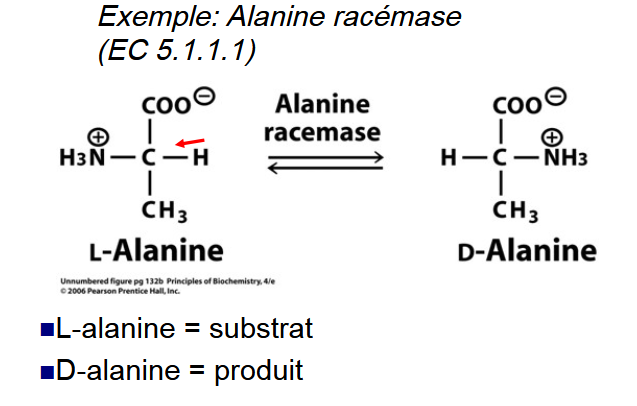 Exemple: Alanine racémase
(EC 5.1.1.1)
COO⊖
⊕
H₃N—C—H
CH₃
L-Alanine
Alanine
racemase
COO⊖
⊕
H—C—NH₃
CH₃
D-Alanine
Unnumbered figure pg 132b Principles of Biochemistry, 4/e
© 2006 Pearson Prentice Hall, Inc.
L-alanine = substrat
D-alanine = produit